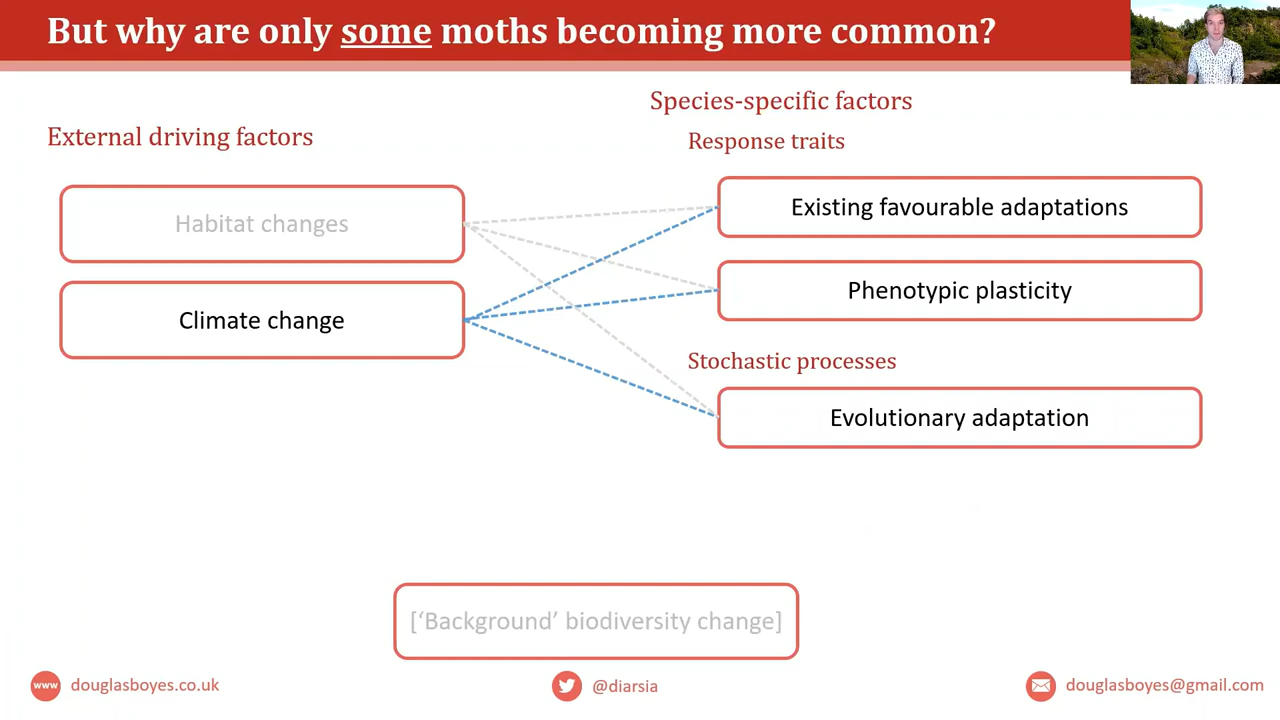 But why are only some moths becoming more common?
External driving factors
Species-specific factors
Response traits
Habitat changes
Existing favourable adaptations
Climate change
Phenotypic plasticity
Stochastic processes
Evolutionary adaptation
[‘Background’ biodiversity change]
www douglasboyes.co.uk
@diarsia
douglasboyes@gmail.com